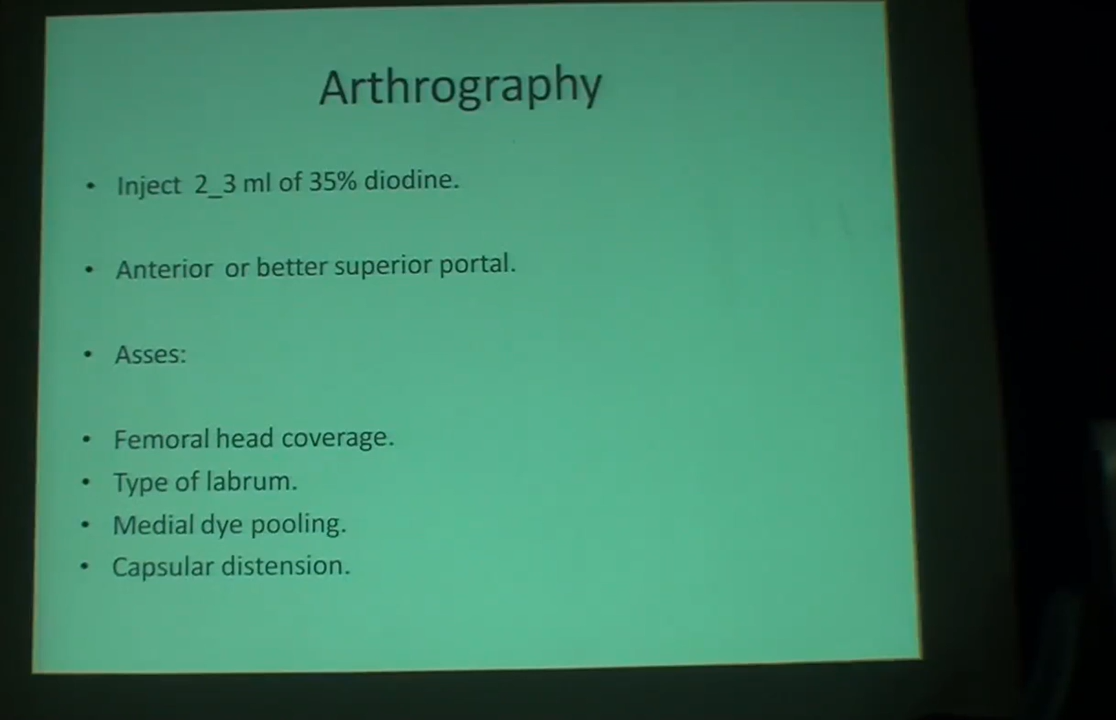 Arthrography
• Inject 2_3 ml of 35% diodine.
• Anterior or better superior portal.
• Asses:
• Femoral head coverage.
• Type of labrum.
• Medial dye pooling.
• Capsular distension.